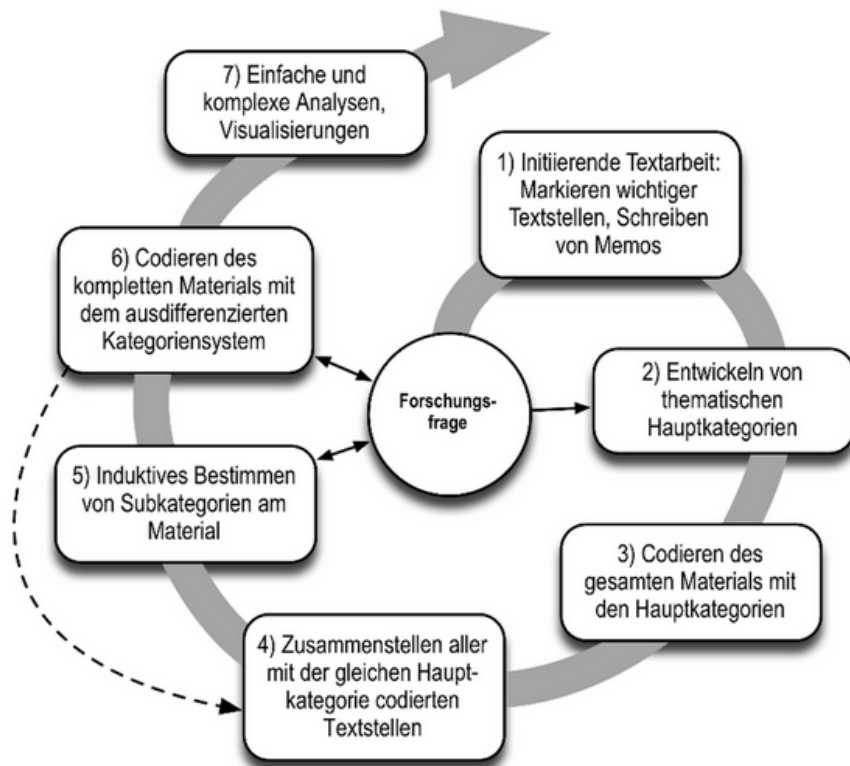 7) Einfache und
komplexe Analysen,
Visualisierungen
1) Initiierende Textarbeit:
Markieren wichtiger
Textstellen, Schreiben
von Memos
6) Codieren des
kompletten Materials mit
dem ausdifferenzierten
Kategoriensystem
Forschungs-
frage
2) Entwickeln von
thematischen
Hauptkategorien
5) Induktives Bestimmen
von Subkategorien am
Material
3) Codieren des
gesamten Materials mit
den Hauptkategorien
4) Zusammenstellen aller
mit der gleichen Haupt-
kategorie codierten
Textstellen